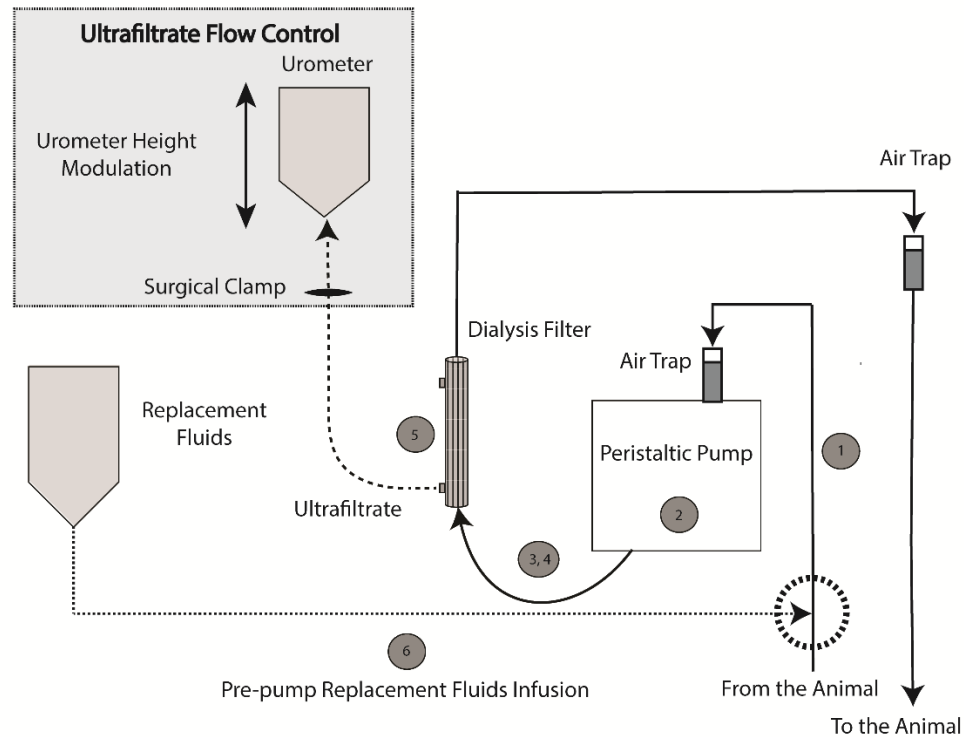 Ultrafiltrate Flow Control
Urometer
Urometer Height
Modulation
Surgical Clamp
Air Trap
Dialysis Filter
Air Trap
Replacement
Fluids
5
Peristaltic Pump
1
Ultrafiltrate
2
3, 4
6
Pre-pump Replacement Fluids Infusion
From the Animal
To the Animal